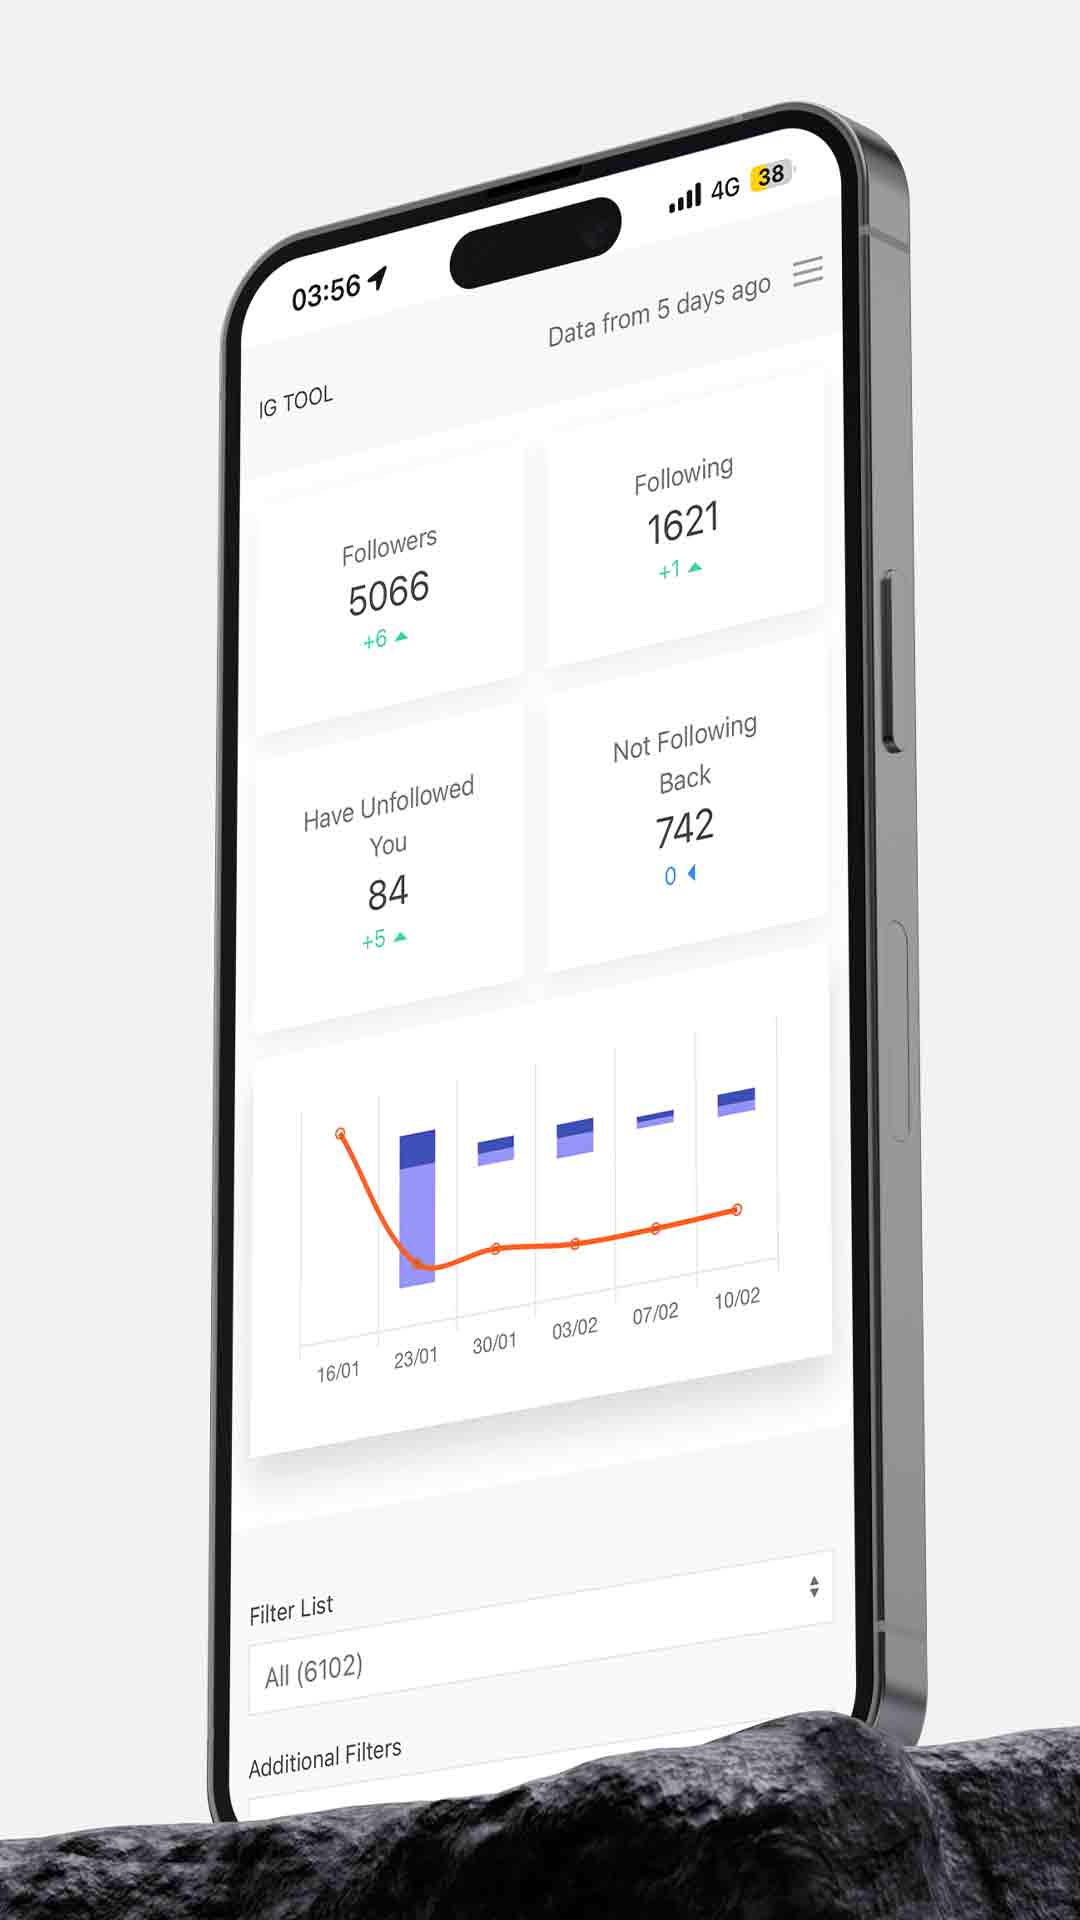 03:56
4G 38
Data from 5 days ago
IG TOOL
Followers
5066
+6
Following
1621
+1
Have Unfollowed
You
84
+5
Not Following
Back
742
0
16/01 23/01 30/01 03/02 07/02 10/02
Filter List
All (6102)
Additional Filters